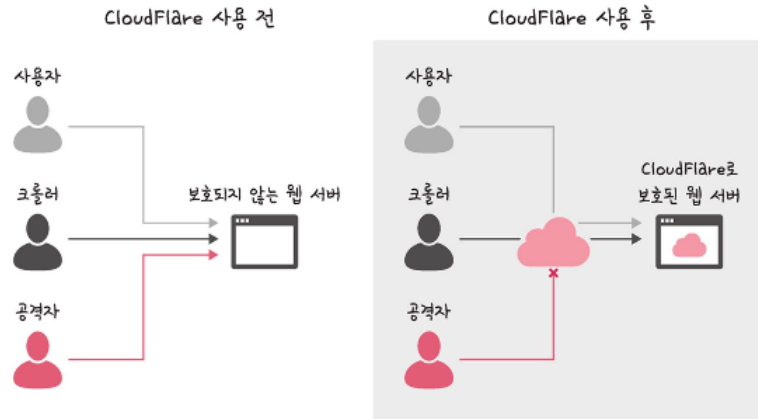 CloudFlare 사용 전
CloudFlare 사용 후
사용자
크롤러
보호되지 않는 웹 서버
공격자
사용자
크롤러
CloudFlare로
보호된 웹 서버
공격자